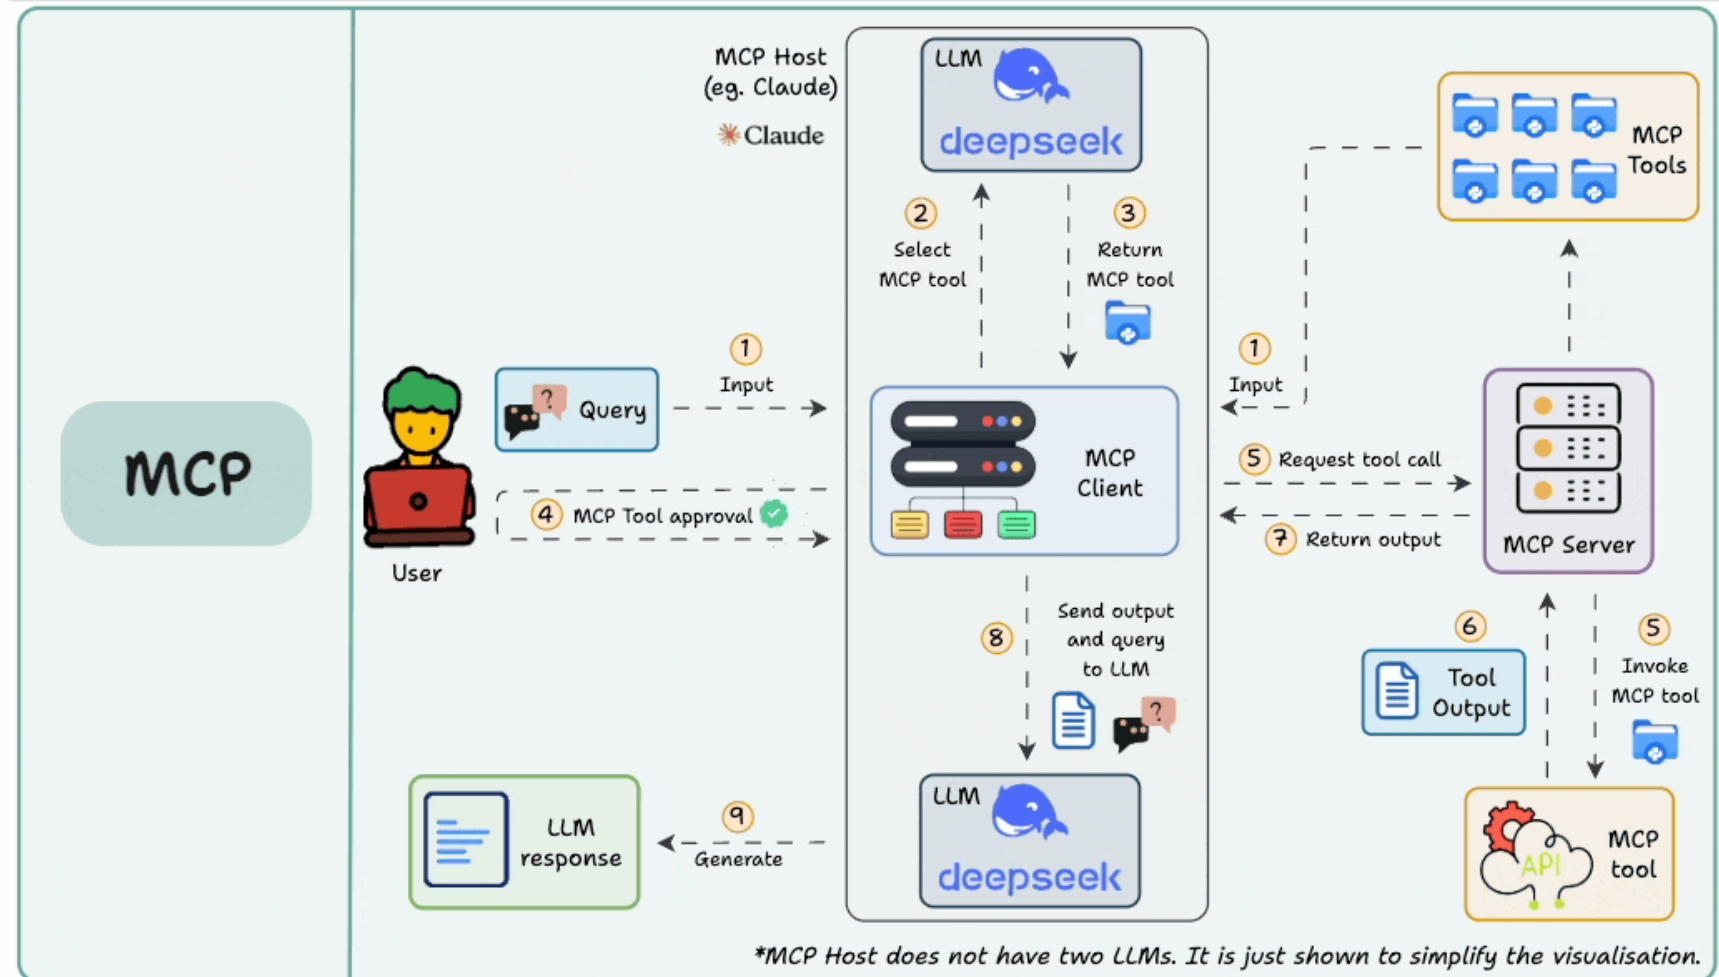 MCP
MCP Host
(eg. Claude)
Claude
LLM
deepseek
MCP
Tools
2
Select
MCP tool
3
Return
MCP tool
1
Input
Query
1
Input
MCP
Client
5 Request tool call
4 MCP Tool approval
7 Return output
MCP Server
User
8
Send output
and query
to LLM
6
Tool
Output
5
Invoke
MCP tool
LLM
deepseek
9
Generate
LLM
response
API
MCP
tool
*MCP Host does not have two LLMs. It is just shown to simplify the visualisation.